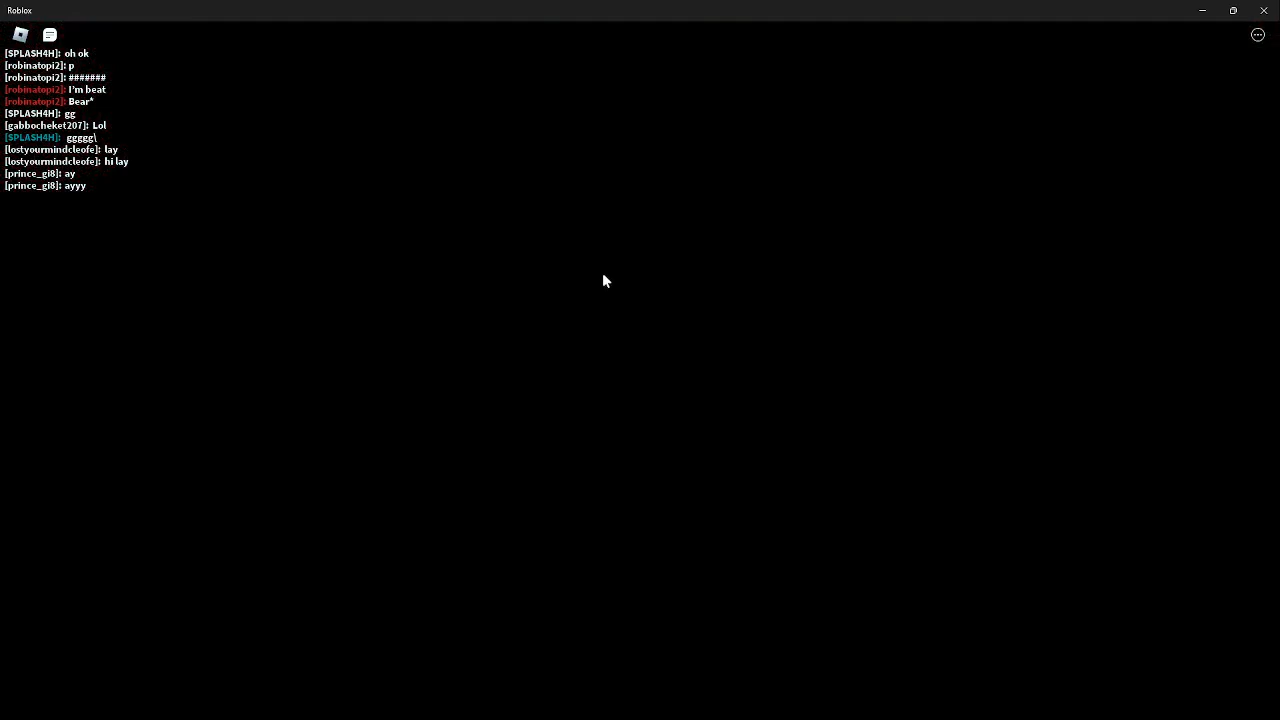 Roblox
[SPLASH4H]: oh ok
[robinatopi2]: p
[robinatopi2]: #######
[robinatopi2]: I'm beat
[robinatopi2]: Bear*
[SPLASH4H]: gg
[gabbocheket207]: Lol
[SPLASH4H]: ggggg\
[lostyourmindcleofe]: lay
[lostyourmindcleofe]: hi lay
[prince_gi8]: ay
[prince_gi8]: ayyy